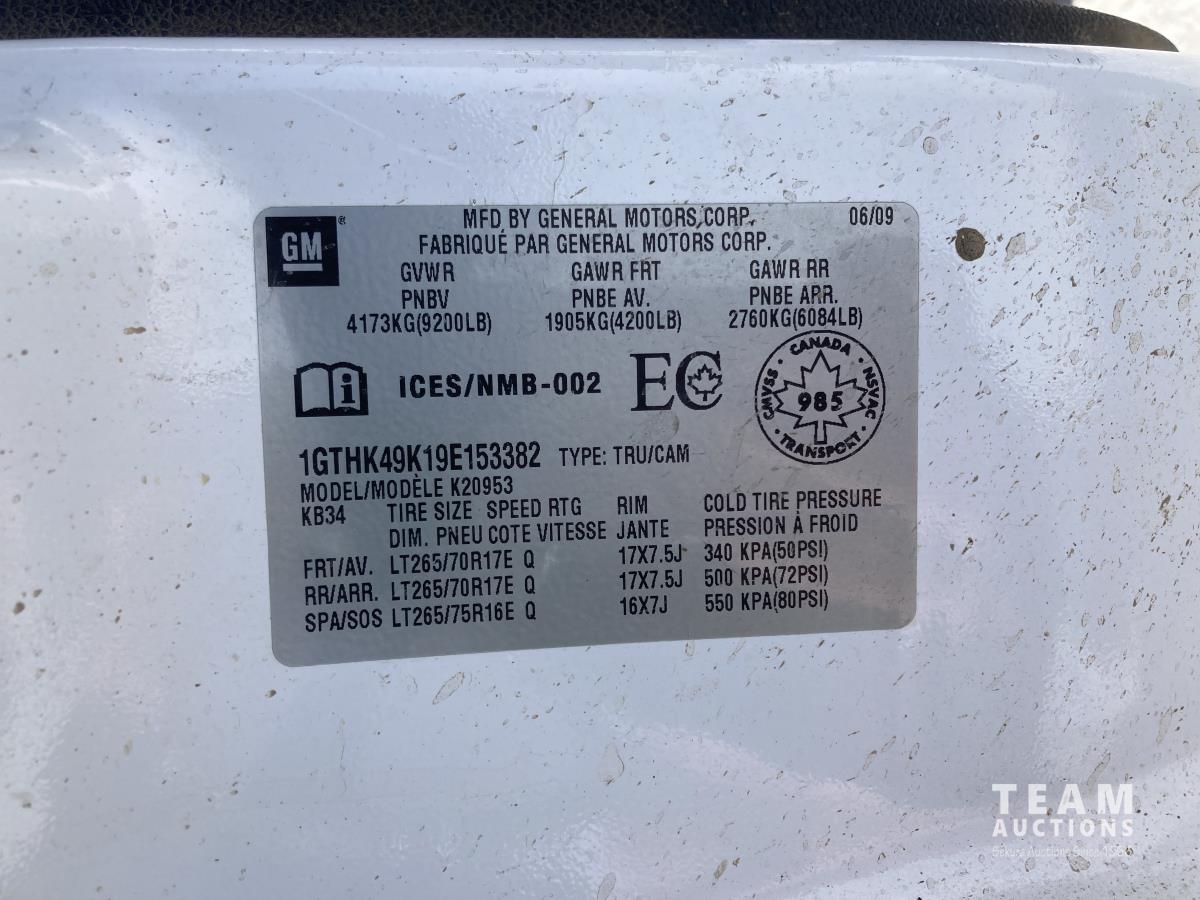 GM®
MFD BY GENERAL MOTORS CORP. 06/09
FABRIQUÉ PAR GENERAL MOTORS CORP.
GVWR GAWR FRT GAWR RR
PNBV PNBE AV. PNBE ARR.
4173KG(9200LB) 1905KG(4200LB) 2760KG(6084LB)
i ICES/NMB-002 EC
CANADA
CMVSS 985 NSVAC
TRANSPORT
1GTHK49K19E153382 TYPE: TRU/CAM
MODEL/MODÈLE K20953
KB34 TIRE SIZE SPEED RTG RIM COLD TIRE PRESSURE
DIM. PNEU COTE VITESSE JANTE PRESSION À FROID
FRT/AV. LT265/70R17E Q 17X7.5J 340 KPA(50PSI)
RR/ARR. LT265/70R17E Q 17X7.5J 500 KPA(72PSI)
SPA/SOS LT265/75R16E Q 16X7J 550 KPA(80PSI)
TEAM
AUCTIONS